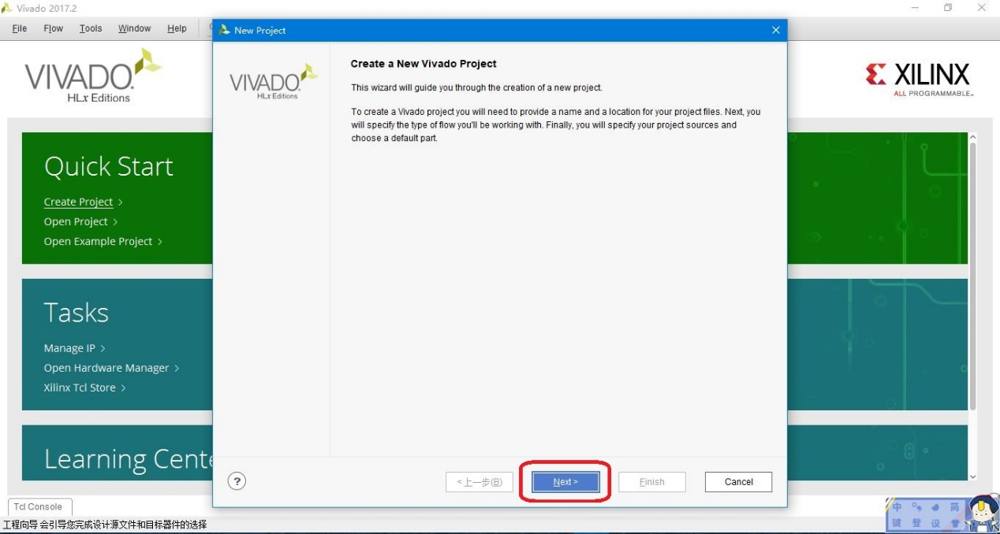 Vivado 2017.2
File Flow Tools Window Help
New Project
VIVADO.
HLx Editions
VIVADO.
HLx Editions
XILINX
ALL PROGRAMMABLE.
Create a New Vivado Project
This wizard will guide you through the creation of a new project.
To create a Vivado project you will need to provide a name and a location for your project files. Next, you
will specify the type of flow you'll be working with. Finally, you will specify your project sources and
choose a default part.
Quick Start
Create Project >
Open Project >
Open Example Project >
Tasks
Manage IP >
Open Hardware Manager >
Xilinx Tcl Store >
Learning Cente
?
<上一步(B)
Next >
Finish
Cancel
Tcl Console
工程向导 会引导您完成设计源文件和目标器件的选择
中 简
键 登 设